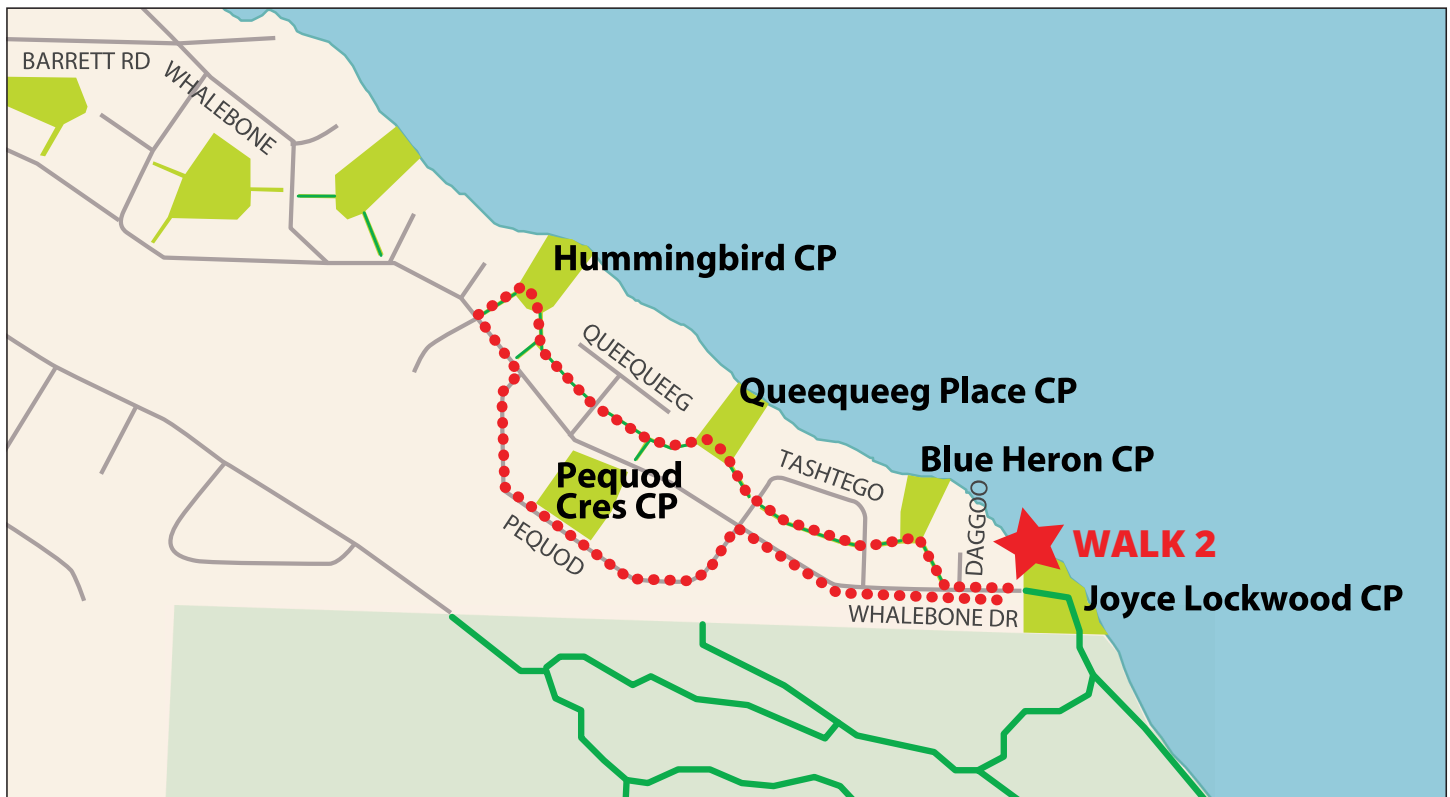 BARRETT RD
WHALEBONE
Hummingbird CP
QUEEQUEEG
Queequeeg Place CP
Blue Heron CP
TASHTEGO
Pequod
Cres CP
DAGGOO
PEQUOD
WALK 2
Joyce Lockwood CP
WHALEBONE DR